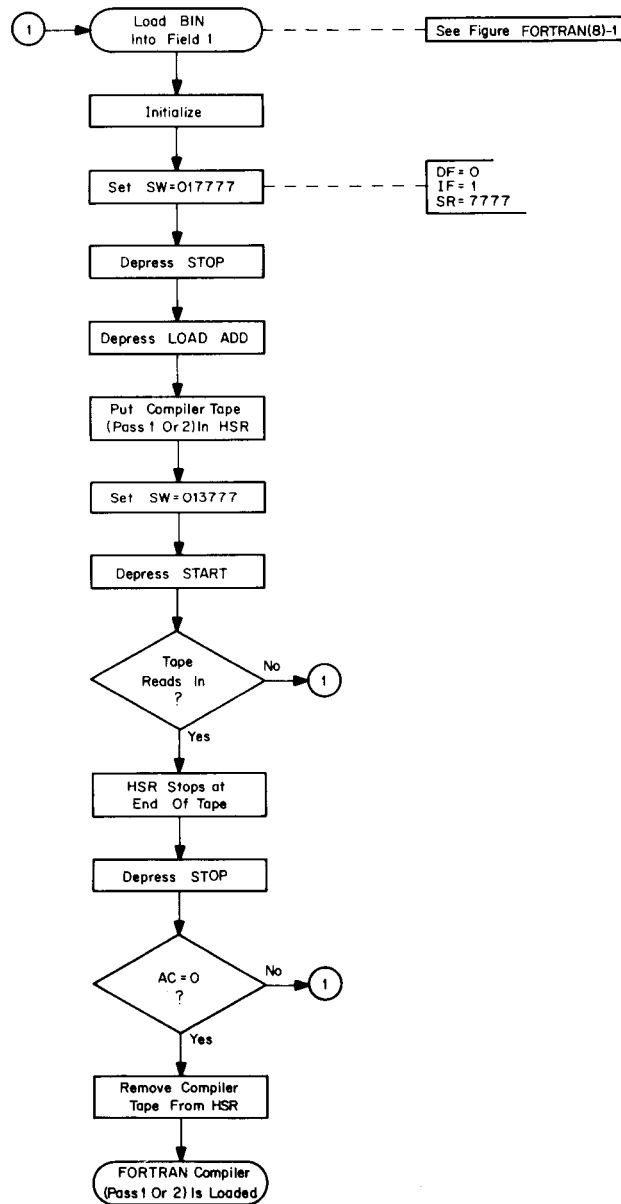 1
Load BIN
Into Field 1
See Figure FORTRAN(8)-1
Initialize
Set SW=017777
DF=0
IF=1
SR=7777
Depress STOP
Depress LOAD ADD
Put Compiler Tape
(Pass 1 Or 2) In HSR
Set SW=013777
Depress START
Tape
Reads In
?
No
1
Yes
HSR Stops at
End Of Tape
Depress STOP
AC=0
?
No
1
Yes
Remove Compiler
Tape From HSR
FORTRAN Compiler
(Pass 1 Or 2) Is Loaded